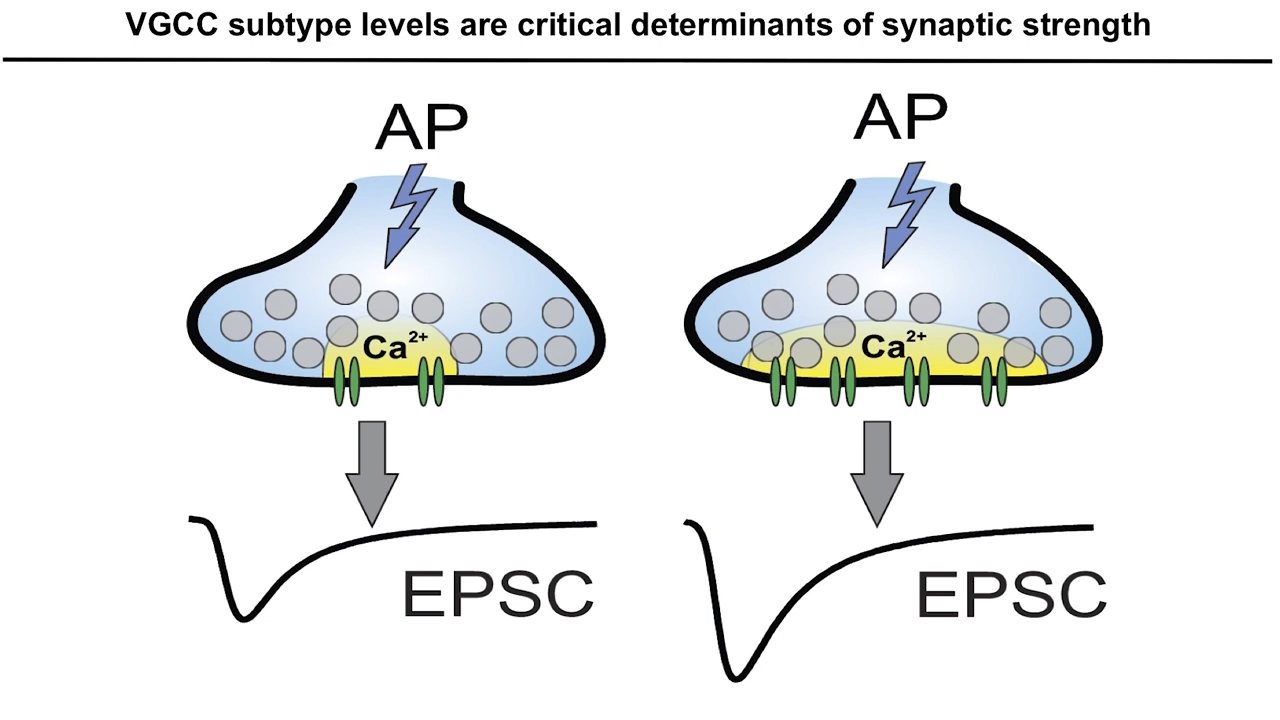 VGCC subtype levels are critical determinants of synaptic strength
AP
AP
Ca2+
Ca2+
EPSC
EPSC